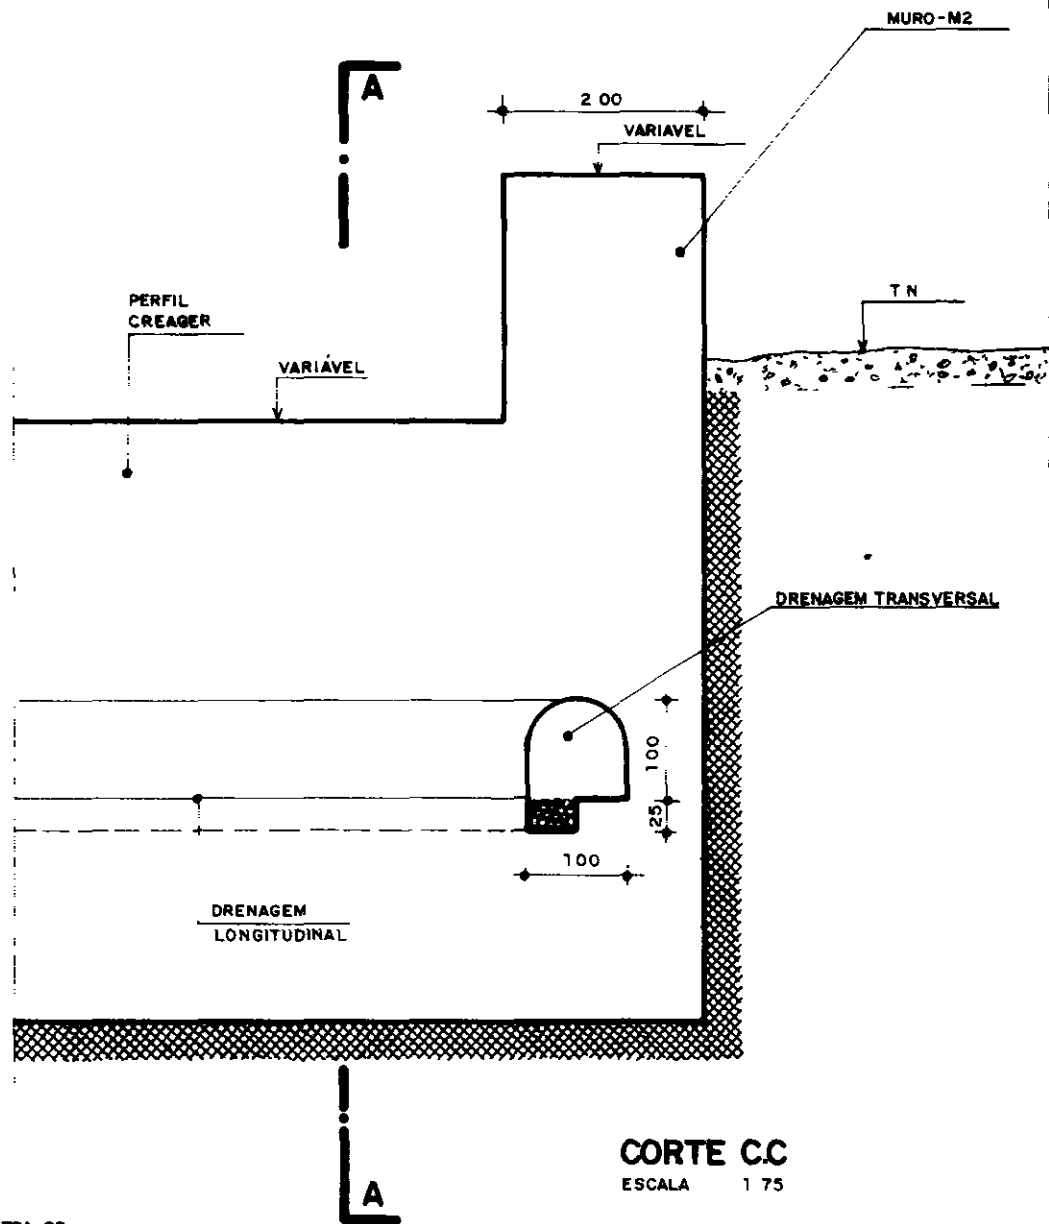 MURO-M2
A
2 00
VARIAVEL
T N
PERFIL
CREAGER
VARIÁVEL
DRENAGEM TRANSVERSAL
100
25
100
DRENAGEM
LONGITUDINAL
CORTE C.C
ESCALA 1 75
A